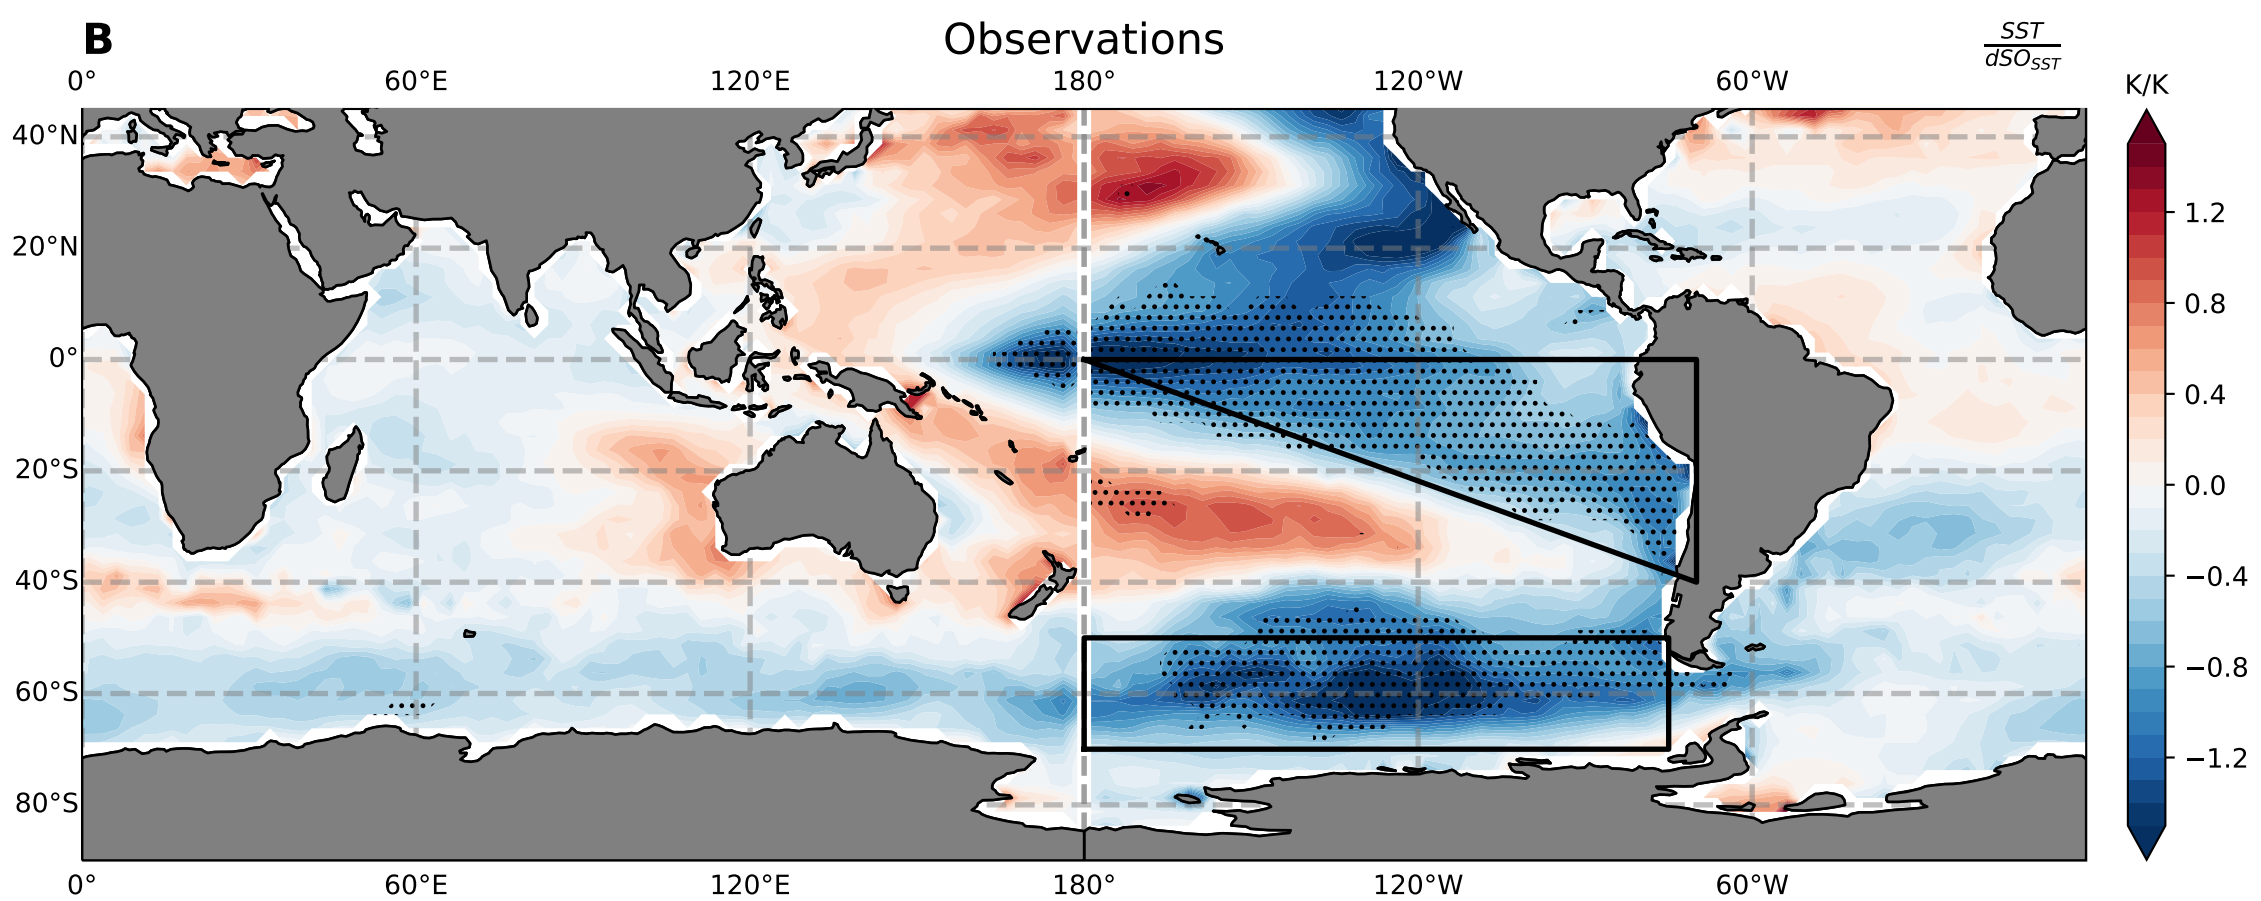 B
Observations
SST
dSO_SST
K/K
0° 60°E 120°E 180° 120°W 60°W
40°N
20°N
0°
20°S
40°S
60°S
80°S
0° 60°E 120°E 180° 120°W 60°W
1.2
0.8
0.4
0.0
−0.4
−0.8
−1.2